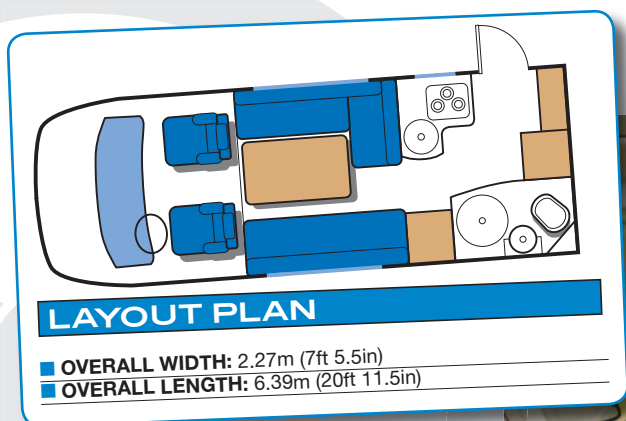 LAYOUT PLAN
OVERALL WIDTH: 2.27m (7ft 5.5in)
OVERALL LENGTH: 6.39m (20ft 11.5in)